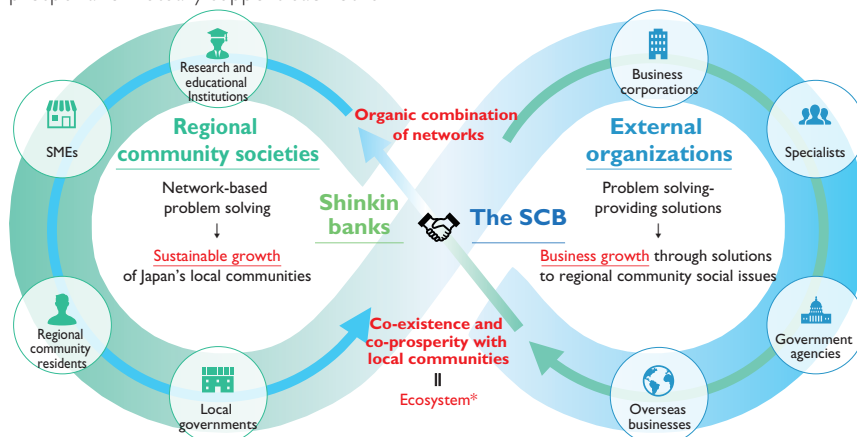 Research and
educational
Institutions
SMEs
Regional
community societies
Network-based
problem solving
↓
Sustainable growth
of Japan's local communities
Regional
community
residents
Local
governments
Organic combination
of networks
Shinkin
banks
The SCB
Co-existence and
co-prosperity with
local communities
=
Ecosystem*
Business
corporations
External
organizations
Specialists
Problem solving-
providing solutions
↓
Business growth through solutions
to regional community social issues
Government
agencies
Overseas
businesses